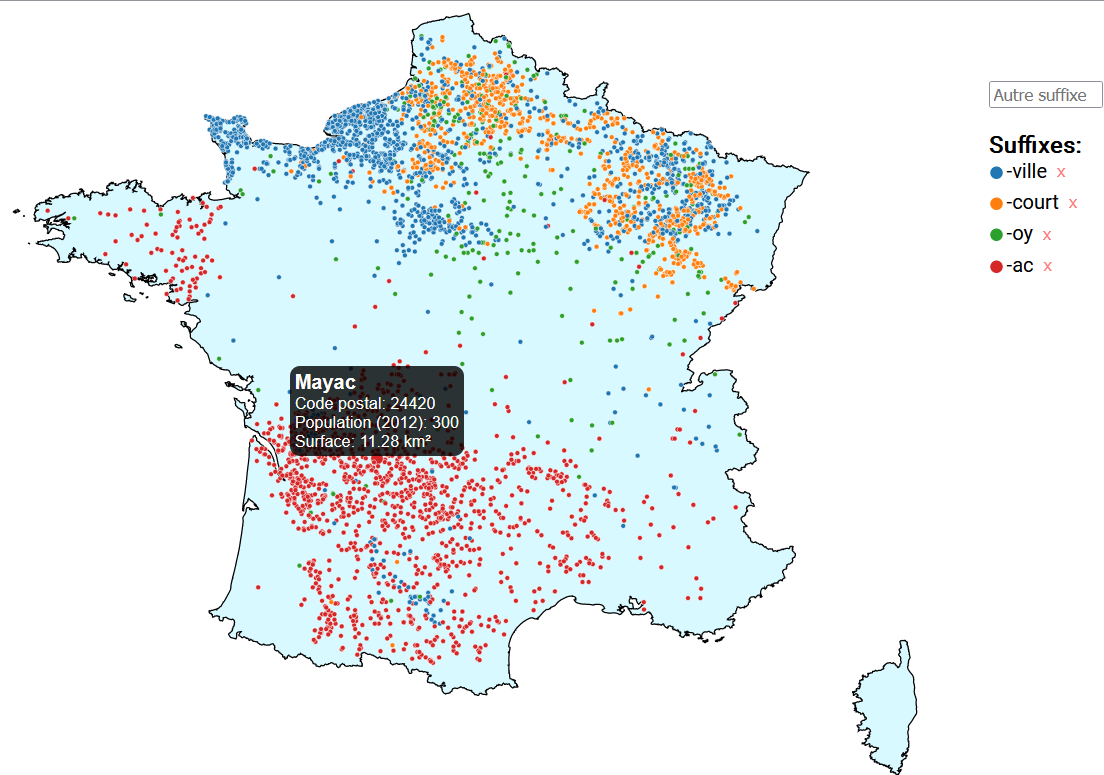 Autre suffixe
Suffixes:
-ville x
-court x
-oy x
-ac x
Mayac
Code postal: 24420
Population (2012): 300
Surface: 11.28 km²